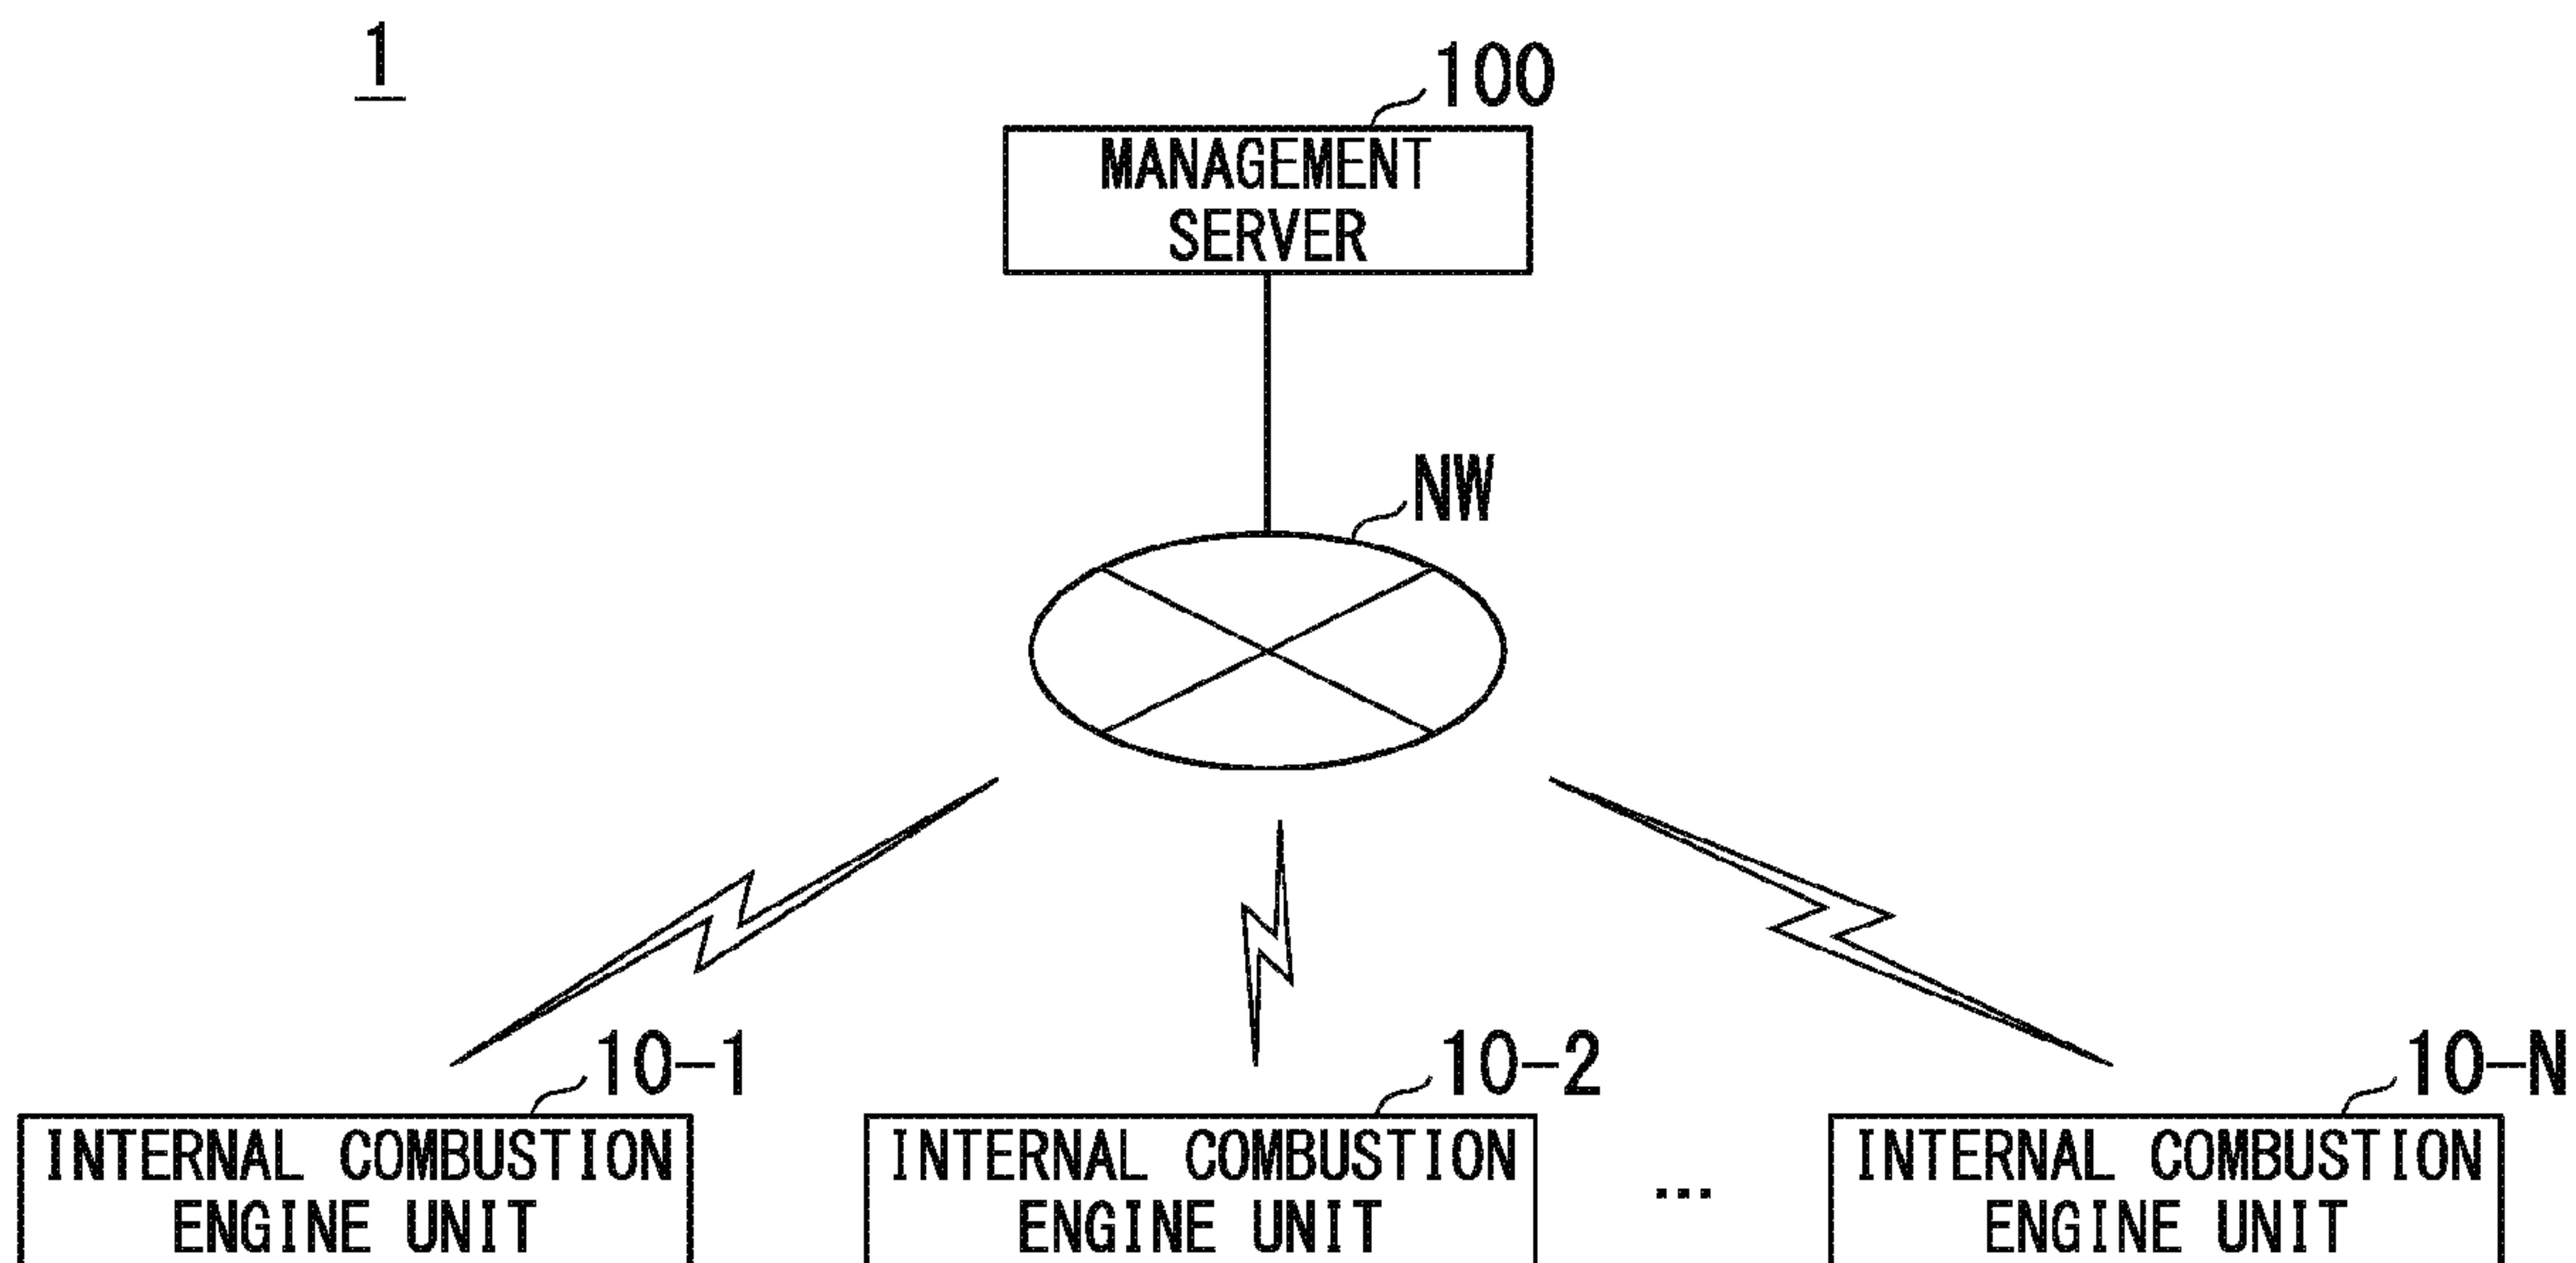 1
100
MANAGEMENT
SERVER
NW
10-1
INTERNAL COMBUSTION
ENGINE UNIT
10-2
INTERNAL COMBUSTION
ENGINE UNIT
...
10-N
INTERNAL COMBUSTION
ENGINE UNIT